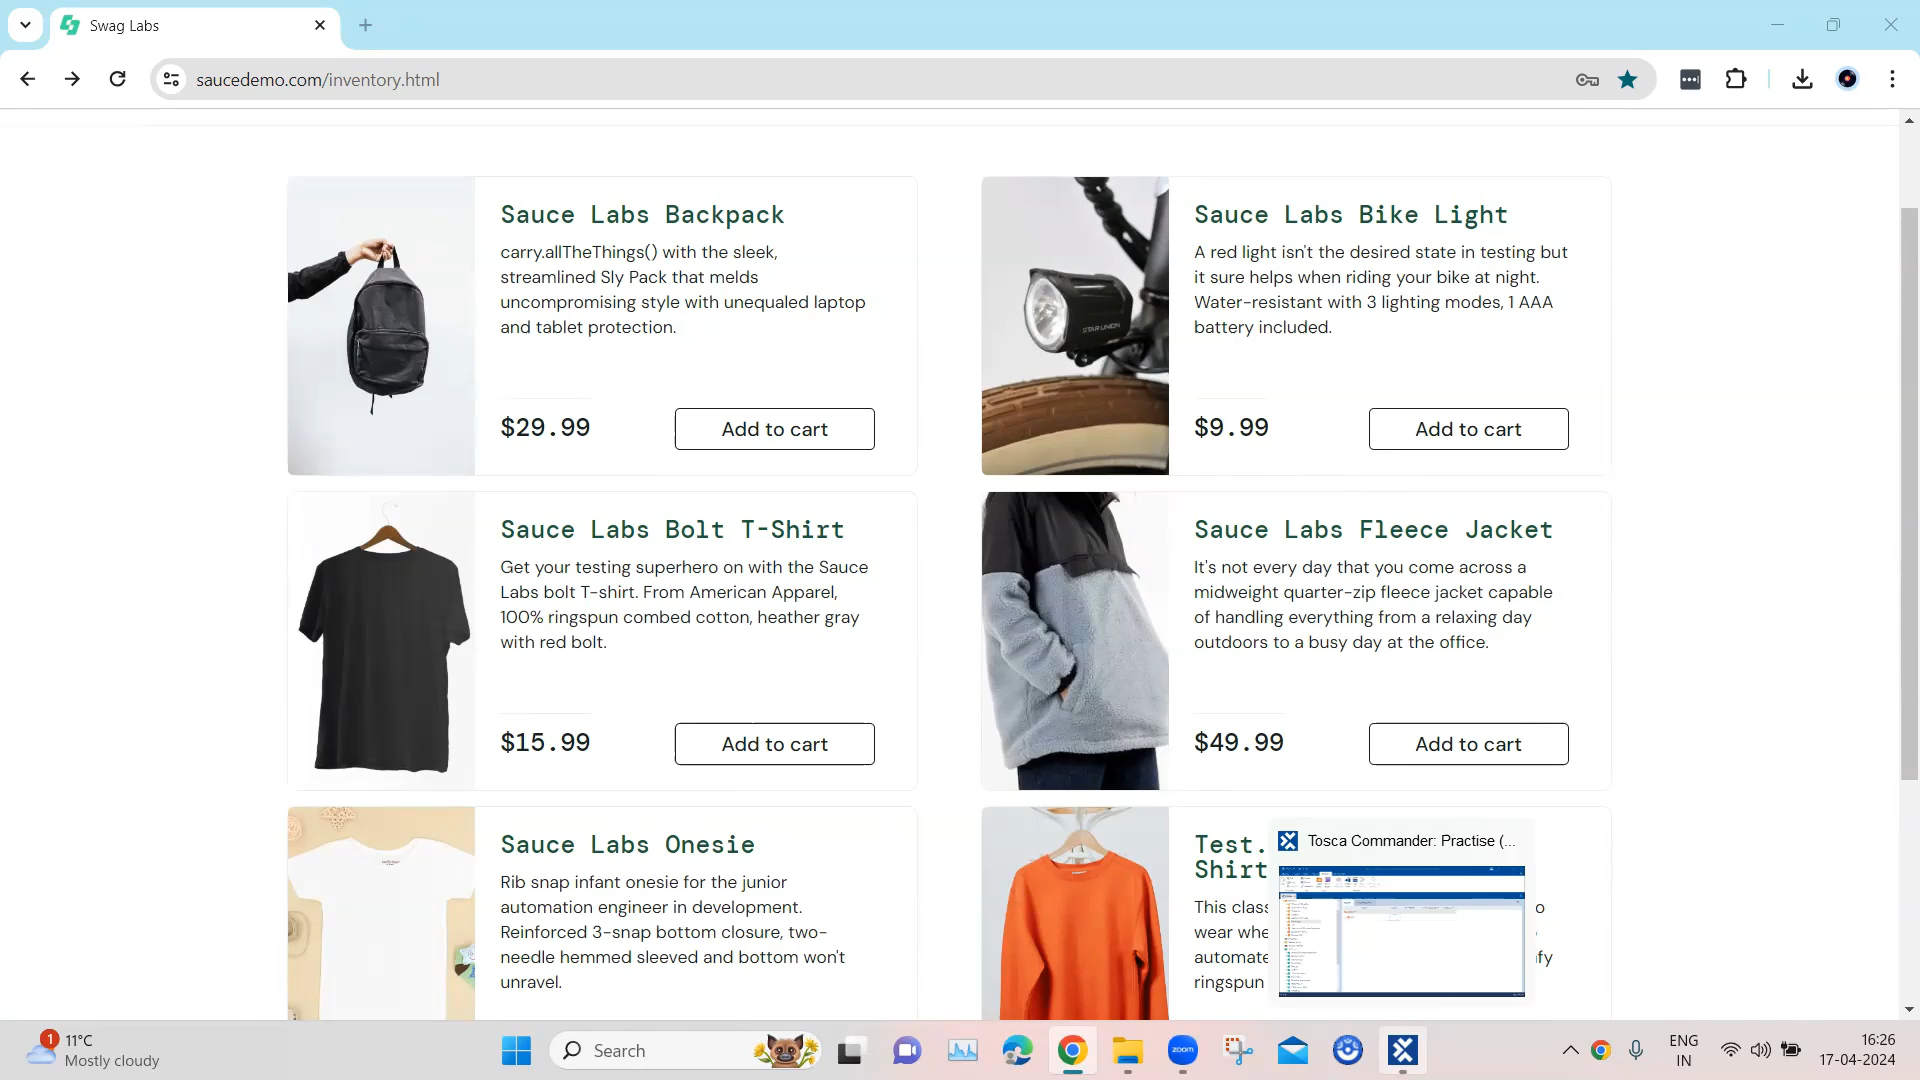 Swag Labs
saucedemo.com/inventory.html
Sauce Labs Backpack
carry.allTheThings() with the sleek,
streamlined Sly Pack that melds
uncompromising style with unequaled laptop
and tablet protection.
$29.99
Add to cart
Sauce Labs Bike Light
A red light isn't the desired state in testing but
it sure helps when riding your bike at night.
Water-resistant with 3 lighting modes, 1 AAA
battery included.
STAR UNION
$9.99
Add to cart
Sauce Labs Bolt T-Shirt
Get your testing superhero on with the Sauce
Labs bolt T-shirt. From American Apparel,
100% ringspun combed cotton, heather gray
with red bolt.
$15.99
Add to cart
Sauce Labs Fleece Jacket
It's not every day that you come across a
midweight quarter-zip fleece jacket capable
of handling everything from a relaxing day
outdoors to a busy day at the office.
$49.99
Add to cart
Sauce Labs Onesie
Rib snap infant onesie for the junior
automation engineer in development.
Reinforced 3-snap bottom closure, two-
needle hemmed sleeved and bottom won't
unravel.
Test.
Shirt
This clas
wear whe
automate
ringspun
Tosca Commander: Practise (...
1
11°C
Mostly cloudy
Search
zoom
ENG
IN
16:26
17-04-2024